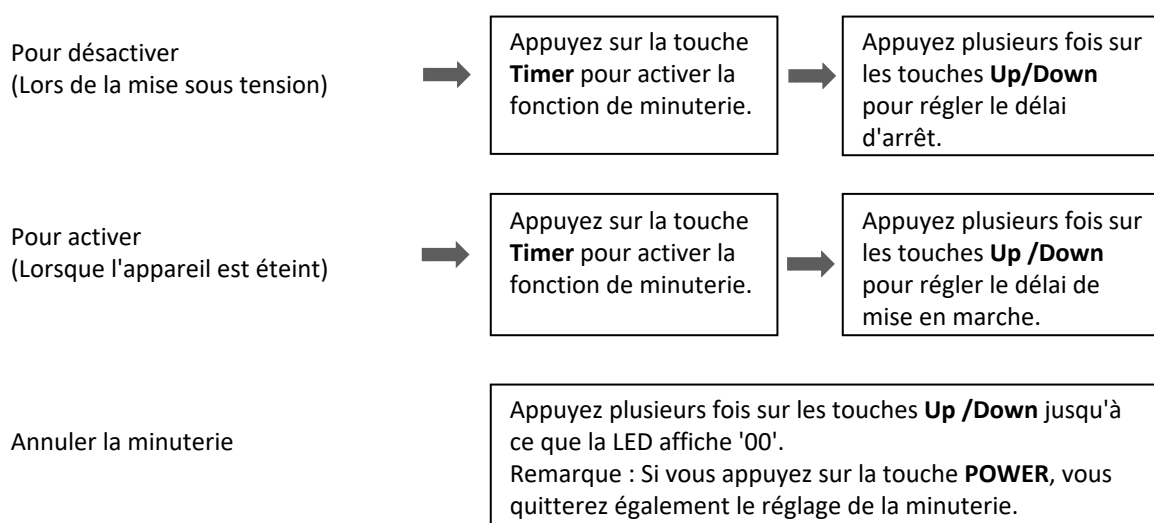 Pour désactiver
(Lors de la mise sous tension)
Appuyez sur la touche
Timer pour activer la
fonction de minuterie.
Appuyez plusieurs fois sur
les touches Up/Down
pour régler le délai
d'arrêt.
Pour activer
(Lorsque l'appareil est éteint)
Appuyez sur la touche
Timer pour activer la
fonction de minuterie.
Appuyez plusieurs fois sur
les touches Up /Down
pour régler le délai de
mise en marche.
Annuler la minuterie
Appuyez plusieurs fois sur les touches Up /Down jusqu'à
ce que la LED affiche '00'.
Remarque : Si vous appuyez sur la touche POWER, vous
quitterez également le réglage de la minuterie.